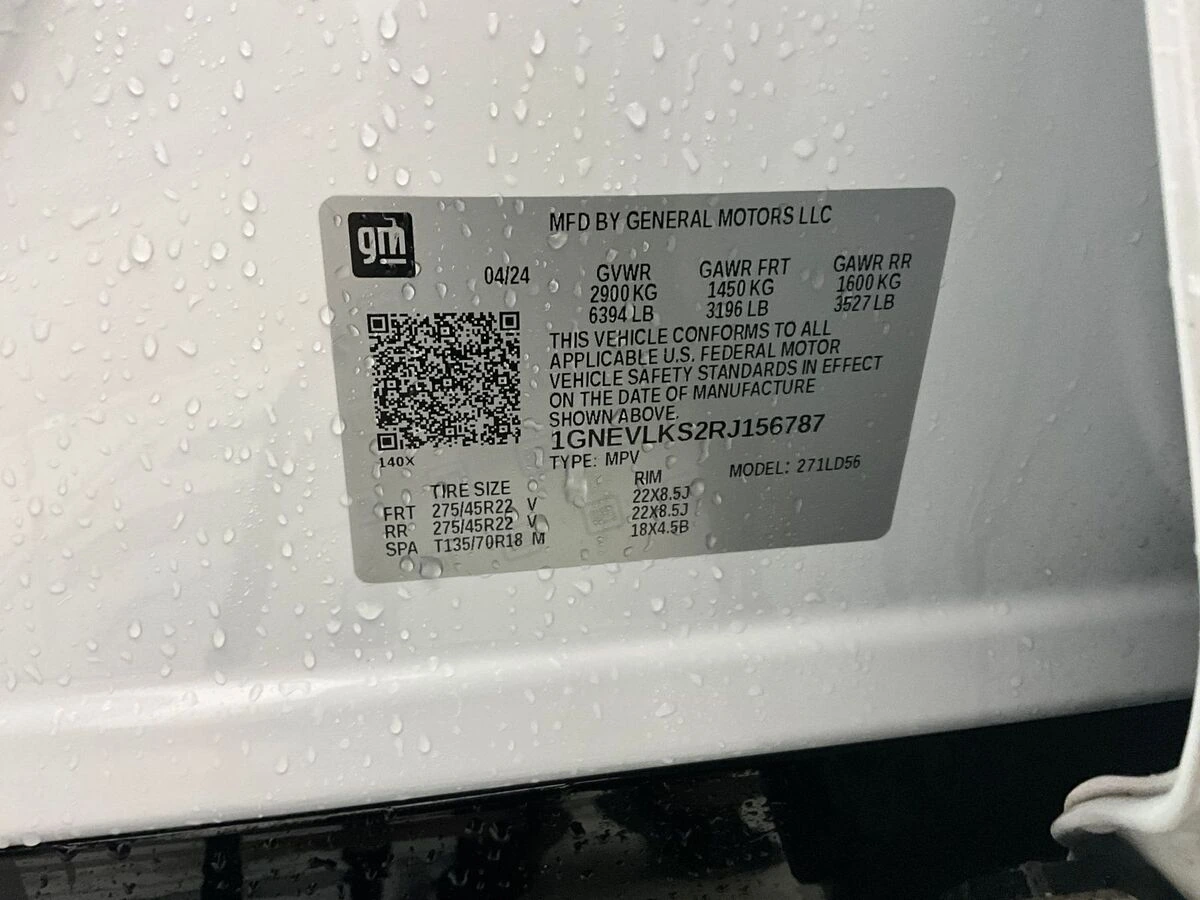 gm
MFD BY GENERAL MOTORS LLC
04/24
GVWR GAWR FRT GAWR RR
2900 KG 1450 KG 1600 KG
6394 LB 3196 LB 3527 LB
THIS VEHICLE CONFORMS TO ALL
APPLICABLE U.S. FEDERAL MOTOR
VEHICLE SAFETY STANDARDS IN EFFECT
ON THE DATE OF MANUFACTURE
SHOWN ABOVE.
1GNEVLKS2RJ156787
140X
TYPE: MPV MODEL: 271LD56
TIRE SIZE RIM
FRT 275/45R22 V 22X8.5J
RR 275/45R22 V 22X8.5J
SPA T135/70R18 M 18X4.5B